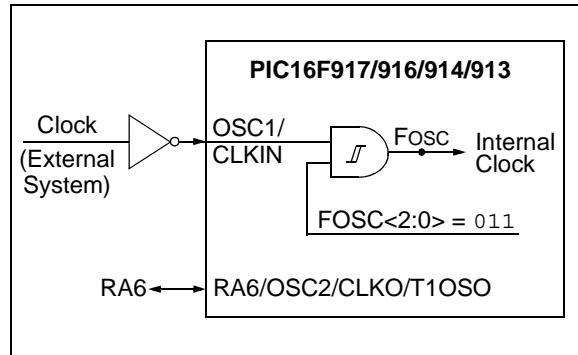 PIC16F917/916/914/913
Clock
(External
System)
OSC1/
CLKIN
FOSC
Internal
Clock
FOSC<2:0> = 011
RA6
RA6/OSC2/CLKO/T1OSO